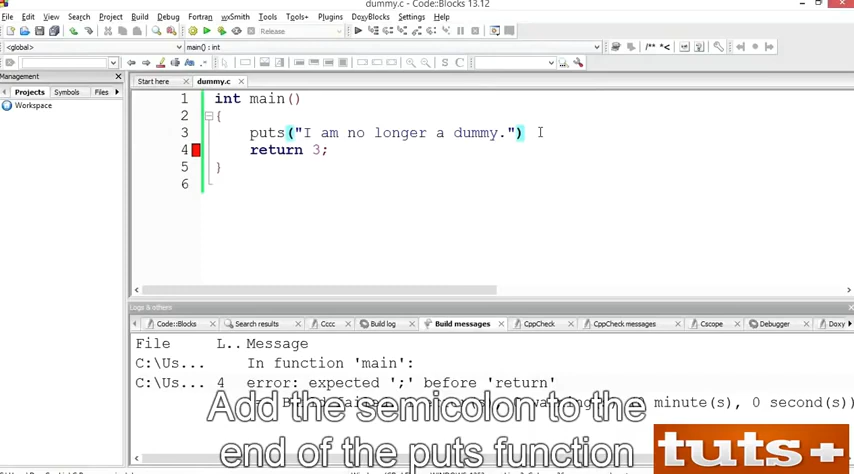 dummy.c - Code::Blocks 13.12
File Edit View Search Project Build Debug Fortran wxSmith Tools Tools+ Plugins DoxyBlocks Settings Help
Release
<global> main() : int /** *<
Aa .* S C
Management
Projects Symbols Files
Workspace
Start here dummy.c
1 int main()
2 {
3 puts("I am no longer a dummy.")
4 return 3;
5 }
6
Logs & others
Code::Blocks Search results Cccc Build log Build messages CppCheck CppCheck messages Cscope Debugger Doxy
File L.. Message
C:\Us... In function 'main':
C:\Us... 4 error: expected ';' before 'return'
minute(s), 0 second(s))
Add the semicolon to the
end of the puts function
tuts+